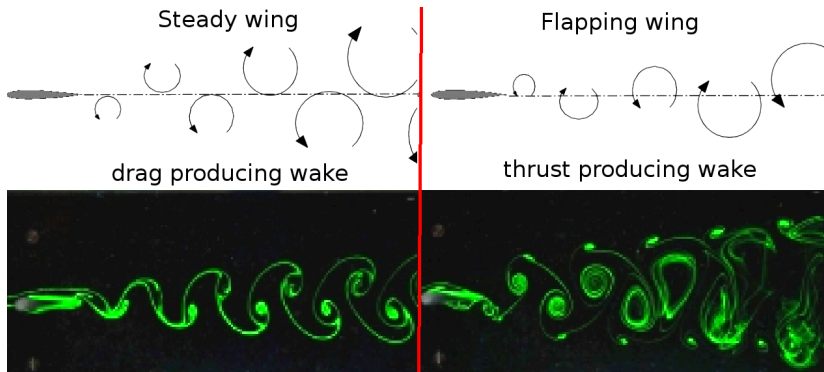 Steady wing
Flapping wing
drag producing wake
thrust producing wake